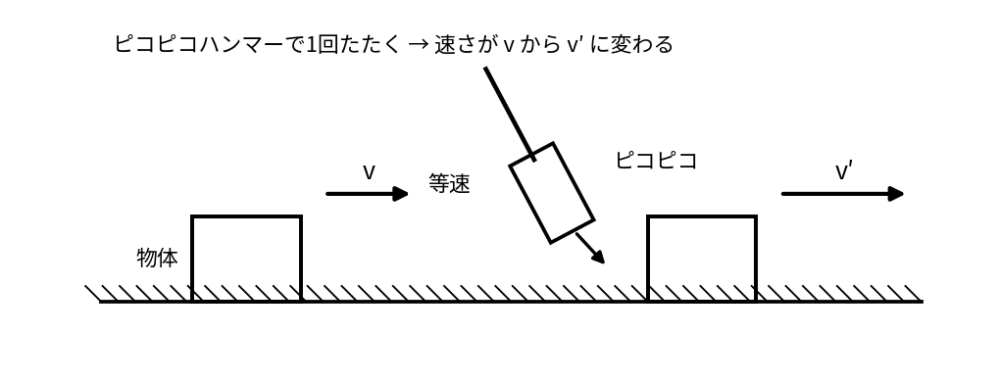 ピコピコハンマーで1回たたく → 速さが v から v′ に変わる
ピコピコ
v
v′
等速
物体